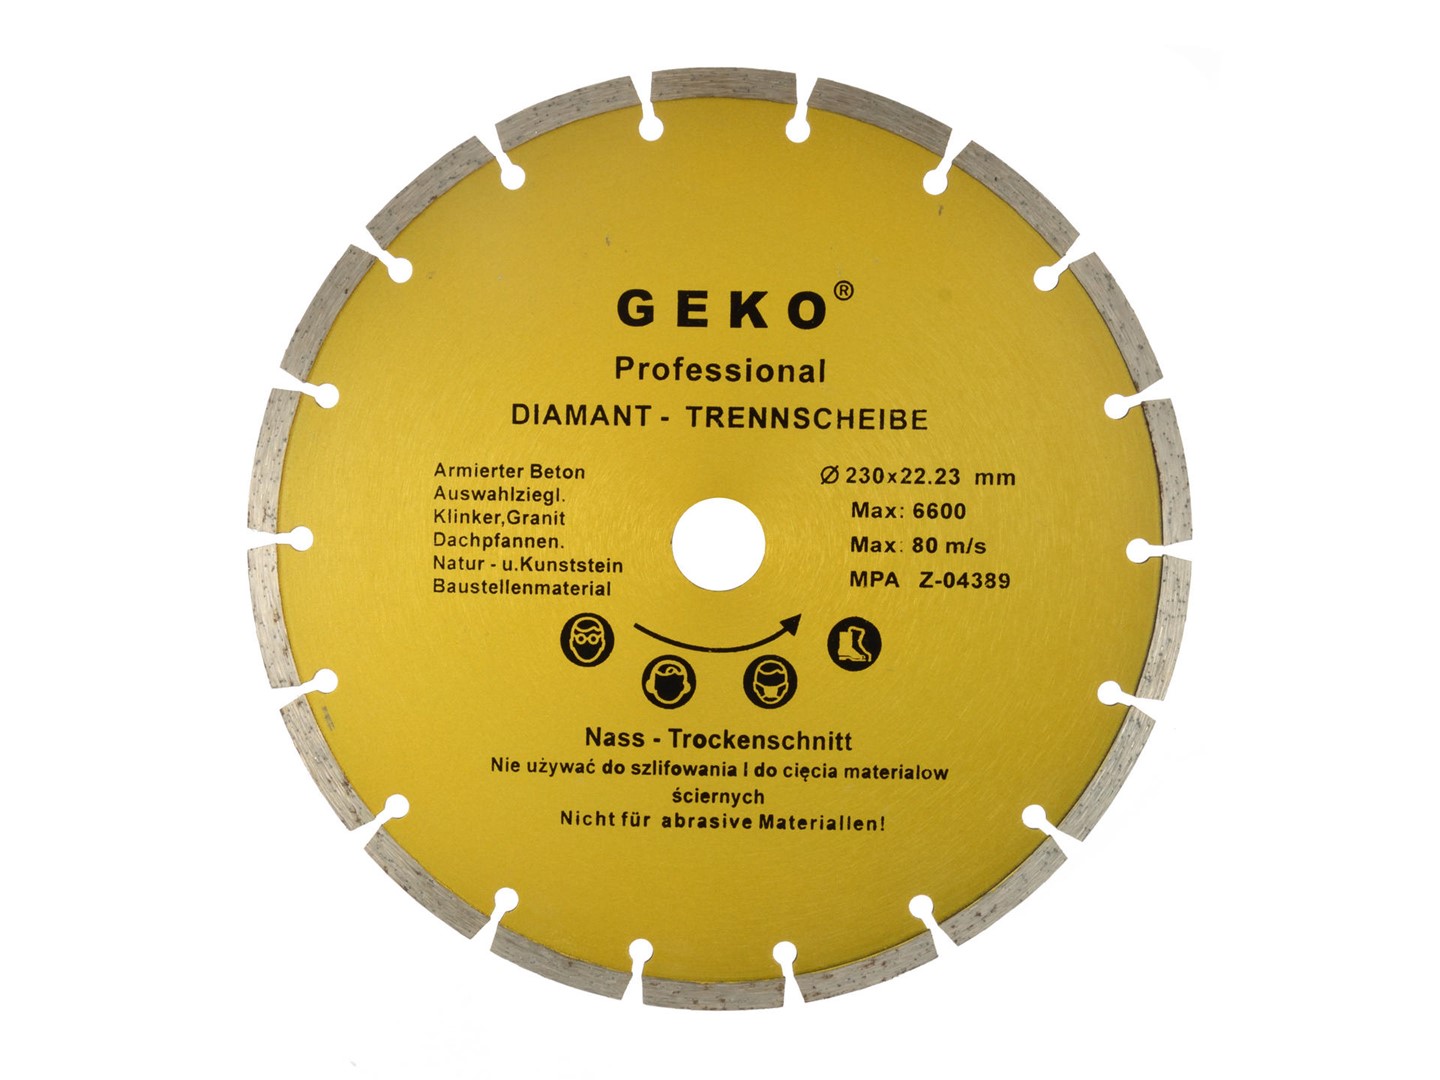 GEKO®
Professional
DIAMANT - TRENNSCHEIBE
Armierter Beton
Auswahlziegl.
Klinker,Granit
Dachpfannen.
Natur - u.Kunststein
Baustellenmaterial
Ø 230x22.23 mm
Max: 6600
Max: 80 m/s
MPA Z-04389
Nass - Trockenschnitt
Nie używać do szlifowania I do cięcia materialow
ściernych
Nicht für abrasive Materiallen!